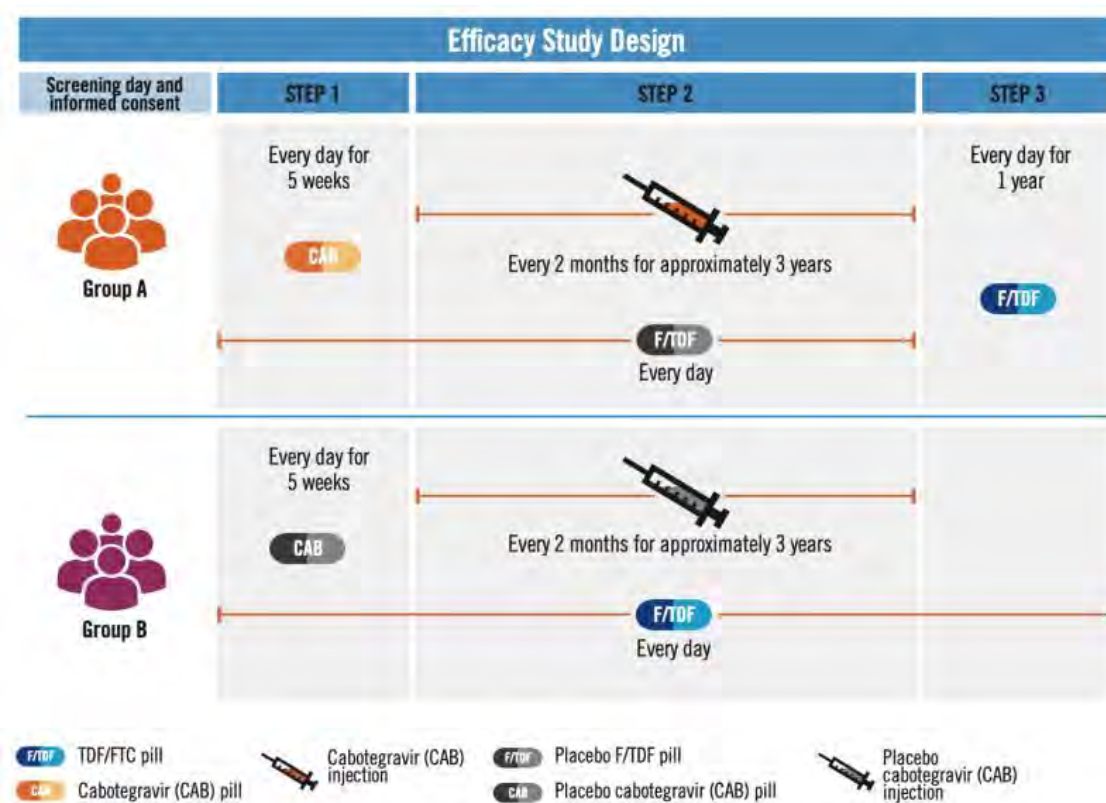 Efficacy Study Design
Screening day and
informed consent
STEP 1
STEP 2
STEP 3
Every day for
5 weeks
CAB
Group A
Every 2 months for approximately 3 years
F/TDF
Every day
Every day for
1 year
F/TDF
Every day for
5 weeks
CAB
Group B
Every 2 months for approximately 3 years
F/TDF
Every day
F/TDF
TDF/FTC pill
CAB
Cabotegravir (CAB) pill
Cabotegravir (CAB)
injection
F/TDF
Placebo F/TDF pill
CAB
Placebo cabotegravir (CAB) pill
Placebo
cabotegravir (CAB)
injection